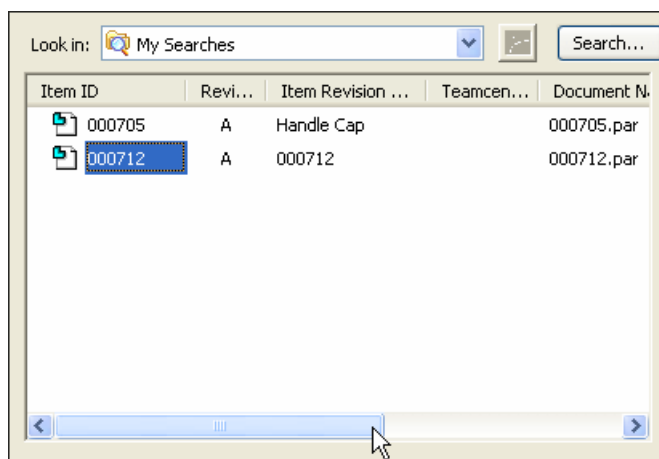 Look in: My Searches Search...
Item ID Revi... Item Revision ... Teamcen... Document N
000705 A Handle Cap 000705.par
000712 A 000712 000712.par